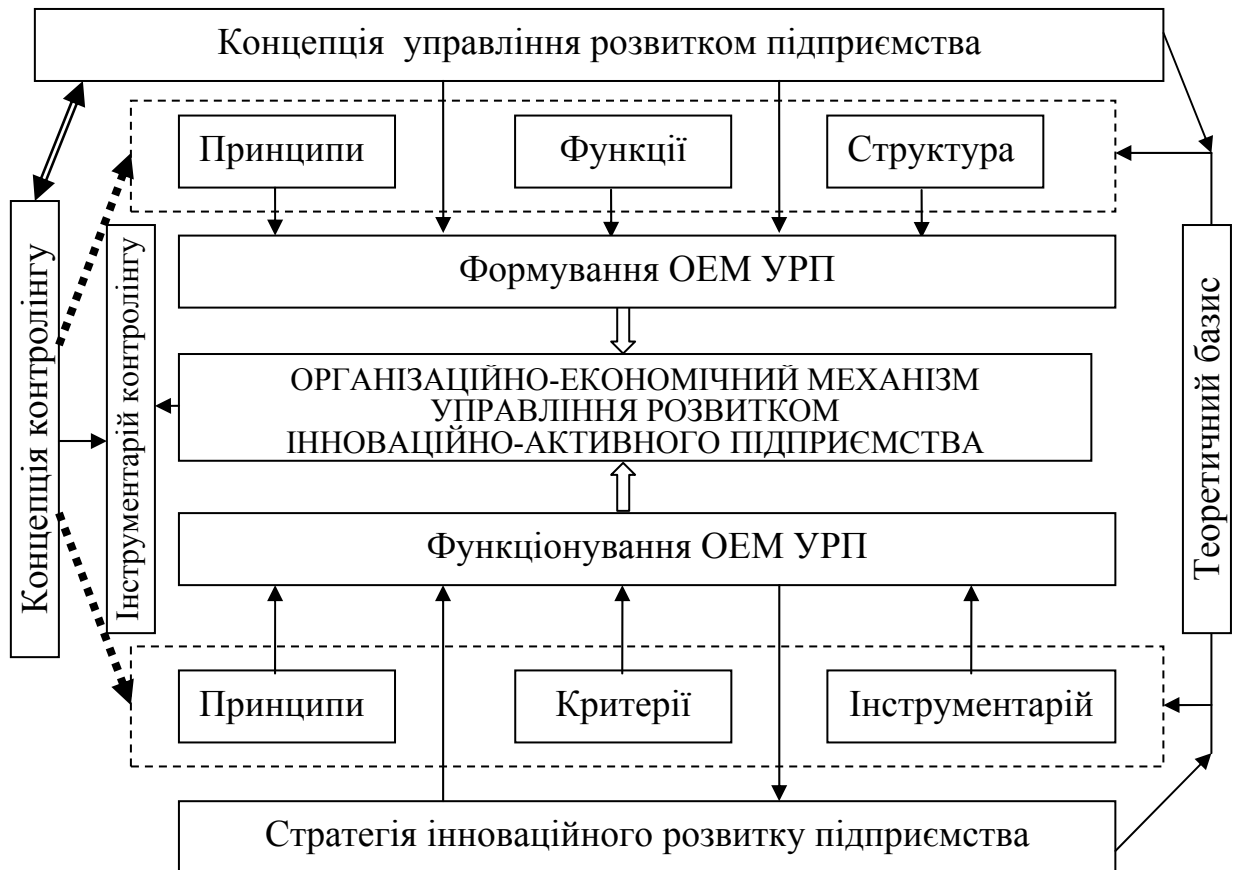 Концепція управління розвитком підприємства
Принципи
Функції
Структура
Концепція контролінгу
Інструментарій контролінгу
Формування ОЕМ УРП
ОРГАНІЗАЦІЙНО-ЕКОНОМІЧНИЙ МЕХАНІЗМ
УПРАВЛІННЯ РОЗВИТКОМ
ІННОВАЦІЙНО-АКТИВНОГО ПІДПРИЄМСТВА
Теоретичний базис
Функціонування ОЕМ УРП
Принципи
Критерії
Інструментарій
Стратегія інноваційного розвитку підприємства